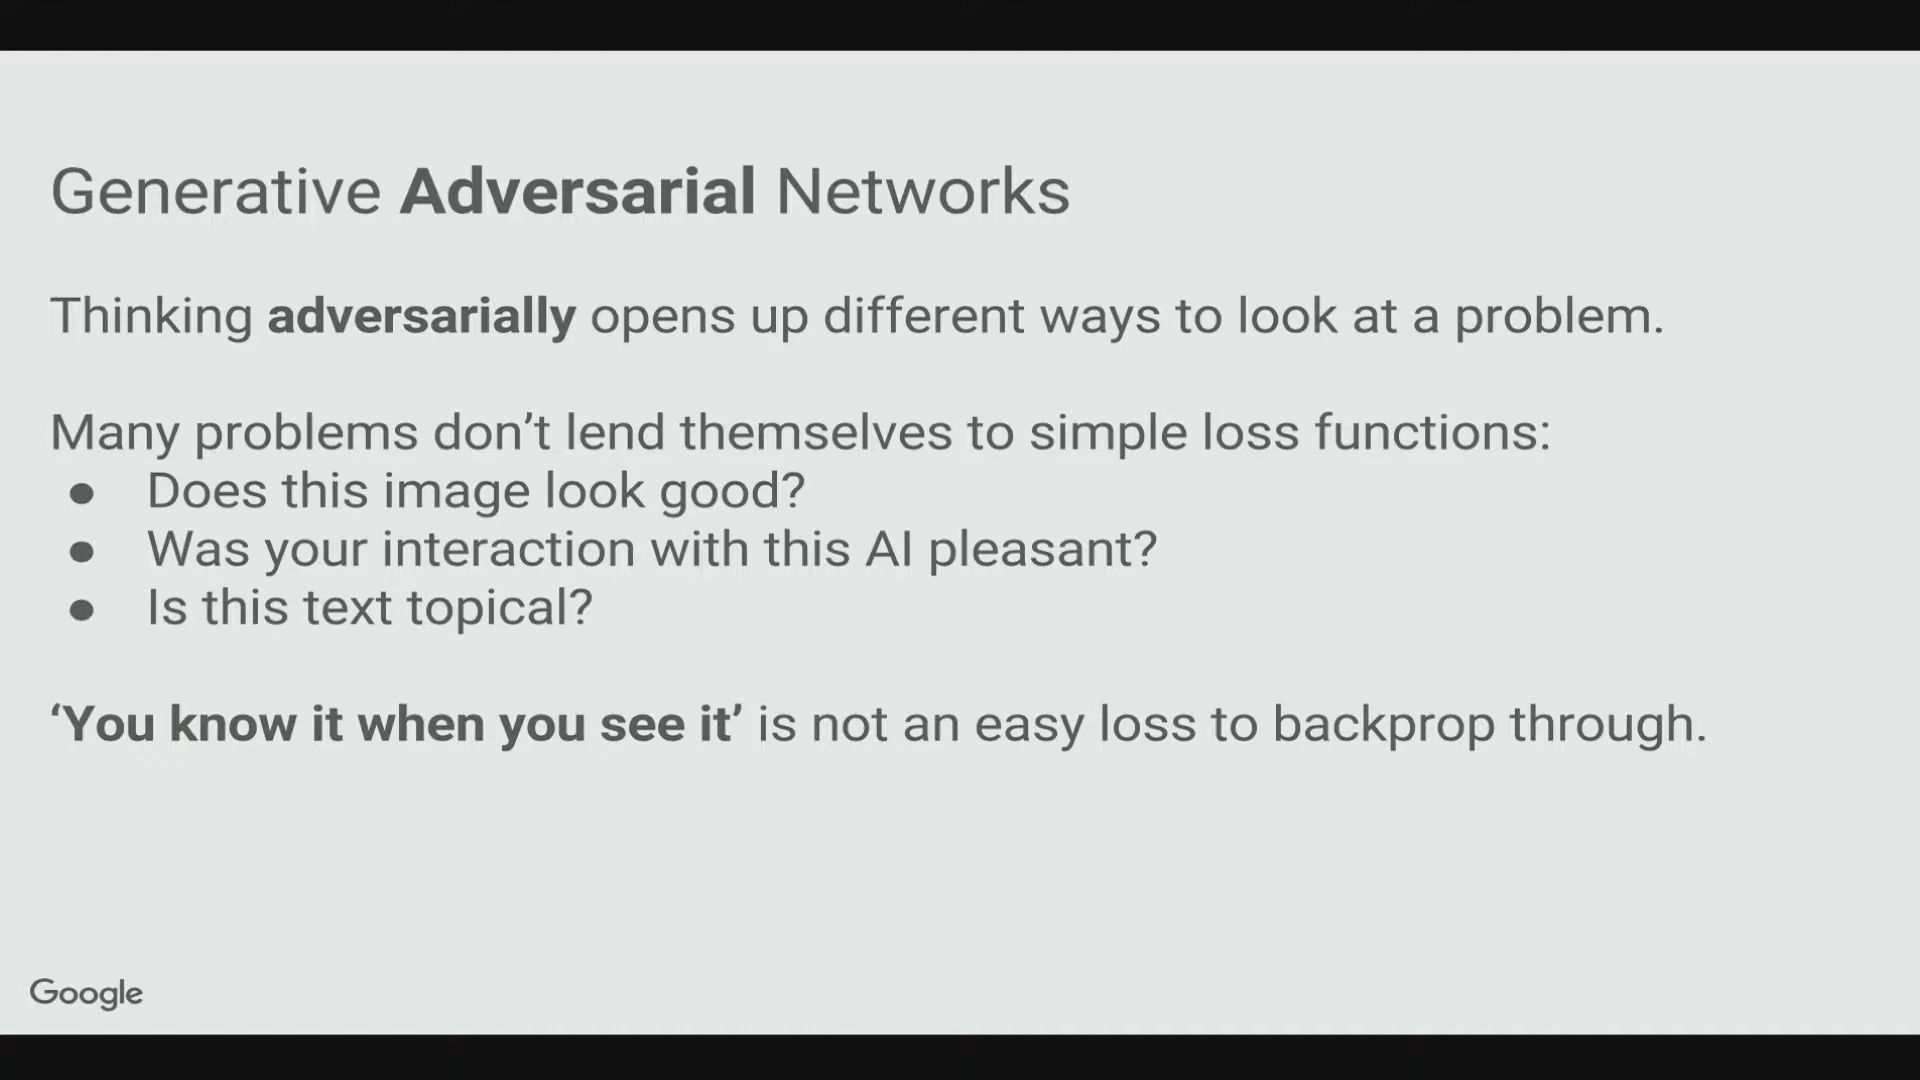 Generative Adversarial Networks
Thinking adversarially opens up different ways to look at a problem.
Many problems don’t lend themselves to simple loss functions:
● Does this image look good?
● Was your interaction with this AI pleasant?
● Is this text topical?
‘You know it when you see it’ is not an easy loss to backprop through.
Google